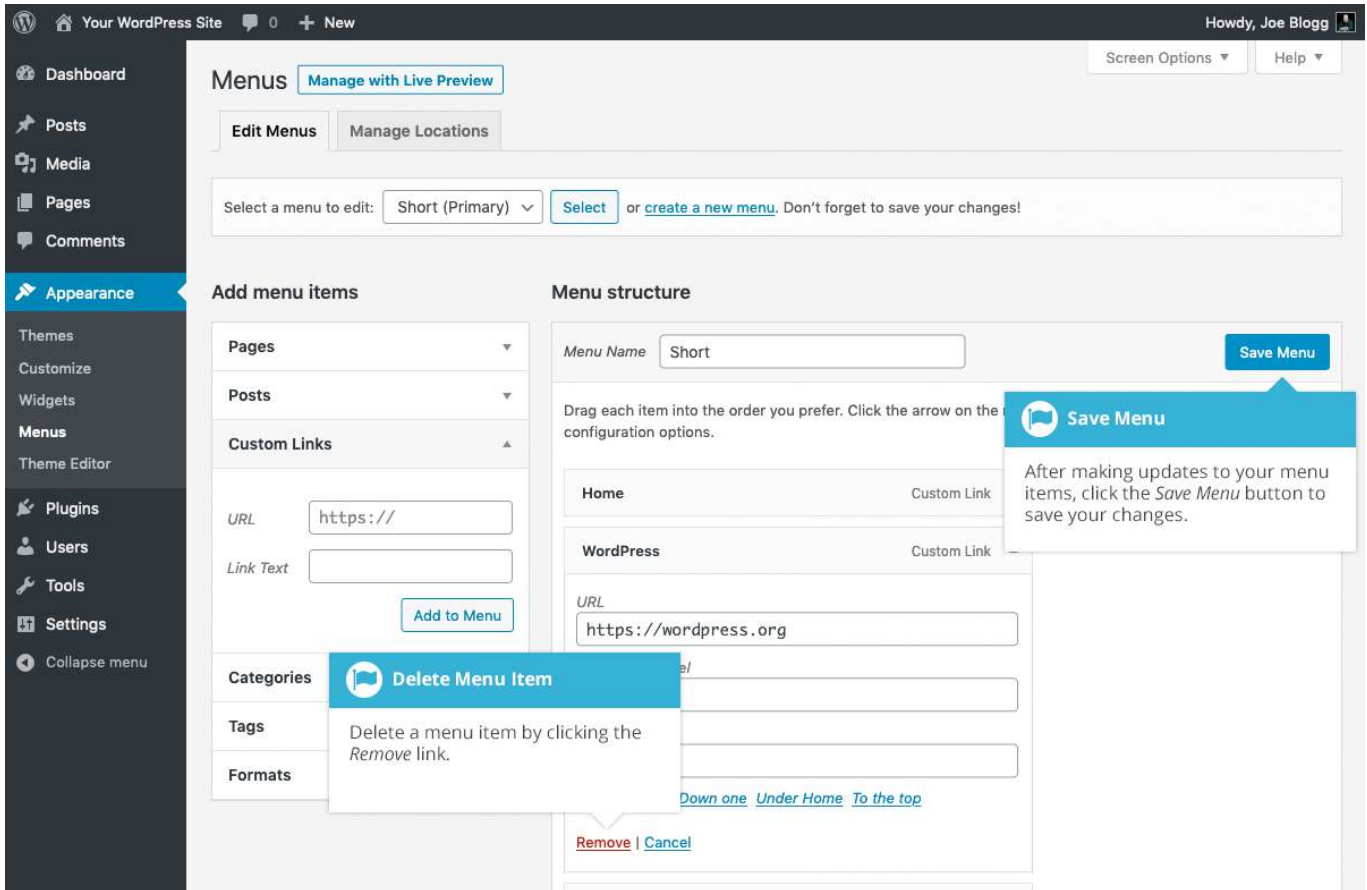 Your WordPress Site 0 + New Howdy, Joe Blogg
Screen Options ▼ Help ▼
Dashboard
Posts
Media
Pages
Comments
Appearance
Themes
Customize
Widgets
Menus
Theme Editor
Plugins
Users
Tools
Settings
Collapse menu
Menus Manage with Live Preview
Edit Menus Manage Locations
Select a menu to edit: Short (Primary) Select or create a new menu. Don't forget to save your changes!
Add menu items
Pages
Posts
Custom Links
URL https://
Link Text
Add to Menu
Categories
Tags
Formats
Delete Menu Item
Delete a menu item by clicking the
Remove link.
Menu structure
Menu Name Short Save Menu
Drag each item into the order you prefer. Click the arrow on the
configuration options.
Save Menu
After making updates to your menu
items, click the Save Menu button to
save your changes.
Home Custom Link
WordPress Custom Link
URL
https://wordpress.org
Down one Under Home To the top
Remove | Cancel